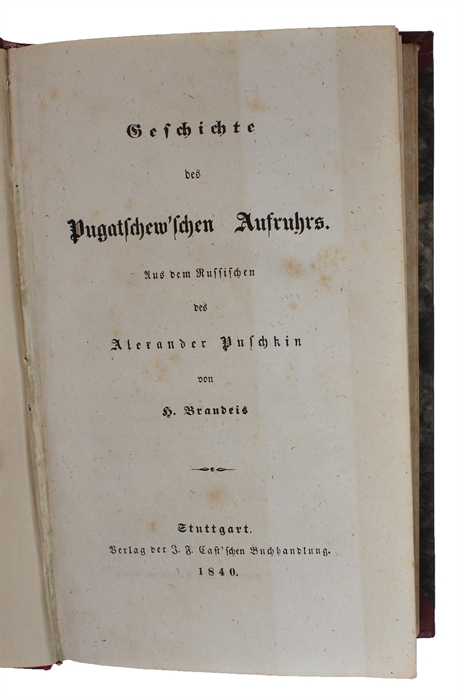 Geschichte
des
Pugatschew'schen Aufruhrs.
Aus dem Russischen
des
Alexander Puschkin
von
H. Brandeis
Stuttgart.
Verlag der J. F. Cast'schen Buchhandlung.
1840.